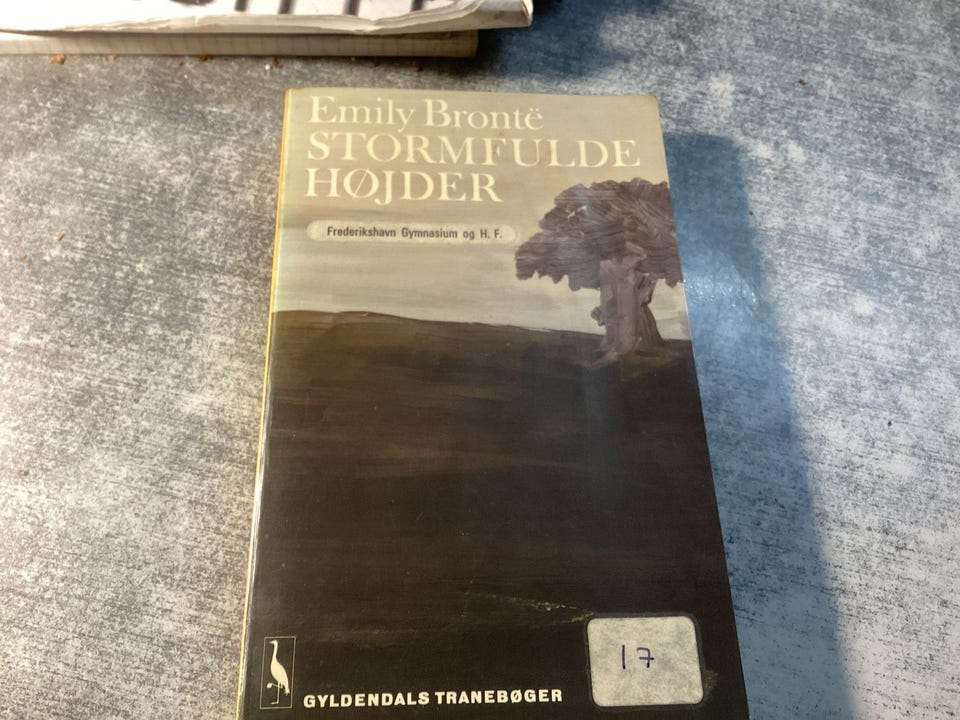 Emily Brontë
STORMFULDE
HØJDER
Frederikshavn Gymnasium og H. F.
17
GYLDENDALS TRANEBØGER